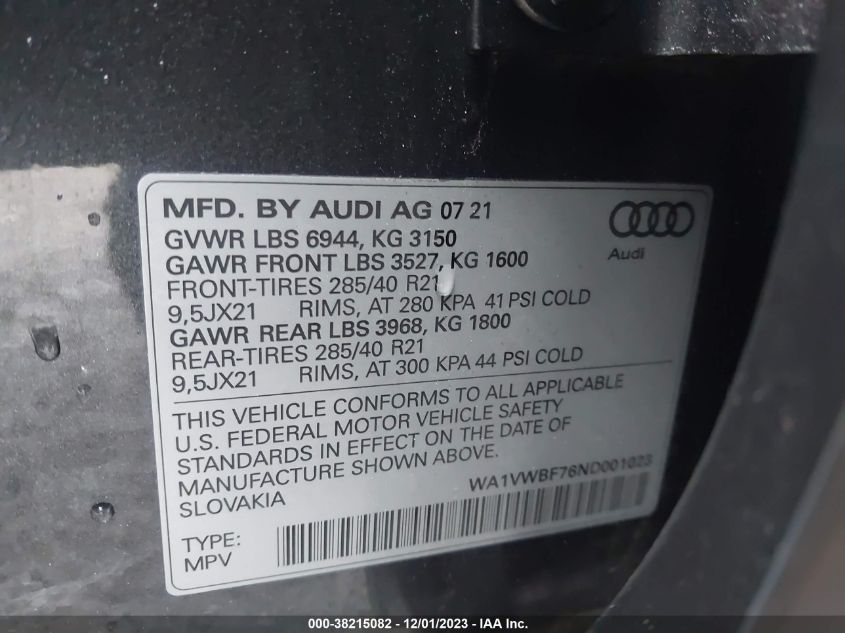 MFD. BY AUDI AG 07 21
GVWR LBS 6944, KG 3150
GAWR FRONT LBS 3527, KG 1600
FRONT-TIRES 285/40 R21
9,5JX21 RIMS, AT 280 KPA 41 PSI COLD
GAWR REAR LBS 3968, KG 1800
REAR-TIRES 285/40 R21
9,5JX21 RIMS, AT 300 KPA 44 PSI COLD
Audi
THIS VEHICLE CONFORMS TO ALL APPLICABLE
U.S. FEDERAL MOTOR VEHICLE SAFETY
STANDARDS IN EFFECT ON THE DATE OF
MANUFACTURE SHOWN ABOVE.
SLOVAKIA
WA1VWBF76ND001023
TYPE:
MPV
000-38215082 - 12/01/2023 - IAA Inc.